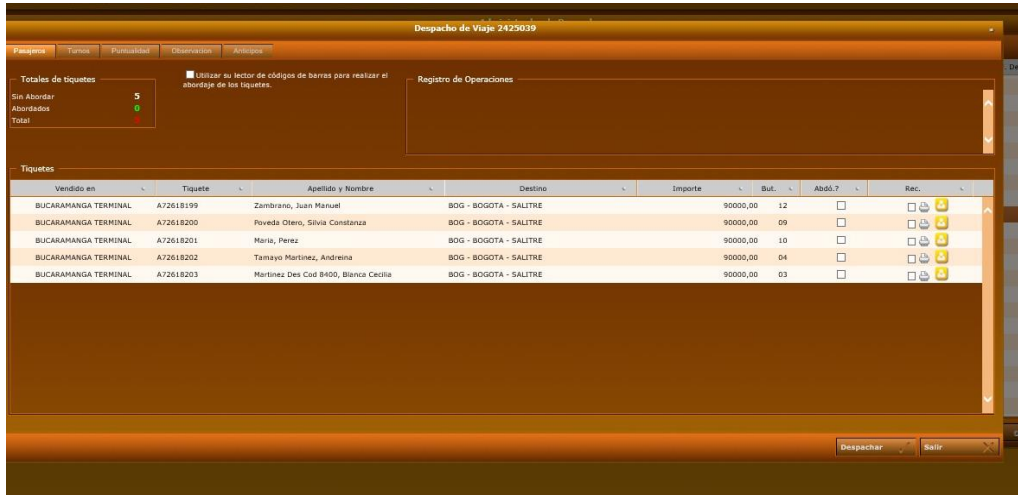 Despacho de Viaje 2425039
Pasajeros Turnos Puntualidad Observacion Anticipos
De
Totales de tiquetes
Sin Abordar 5
Abordados 0
Total
Utilizar su lector de códigos de barras para realizar el
abordaje de los tiquetes.
Registro de Operaciones
Tiquetes
Vendido en Tiquete Apellido y Nombre Destino Importe But. Abdó.? Rec.
BUCARAMANGA TERMINAL A72618199 Zambrano, Juan Manuel BOG - BOGOTA - SALITRE 90000,00 12
BUCARAMANGA TERMINAL A72618200 Poveda Otero, Silvia Constanza BOG - BOGOTA - SALITRE 90000,00 09
BUCARAMANGA TERMINAL A72618201 Maria, Perez BOG - BOGOTA - SALITRE 90000,00 10
BUCARAMANGA TERMINAL A72618202 Tamayo Martinez, Andreina BOG - BOGOTA - SALITRE 90000,00 04
BUCARAMANGA TERMINAL A72618203 Martinez Des Cod 8400, Blanca Cecilia BOG - BOGOTA - SALITRE 90000,00 03
Despachar Salir